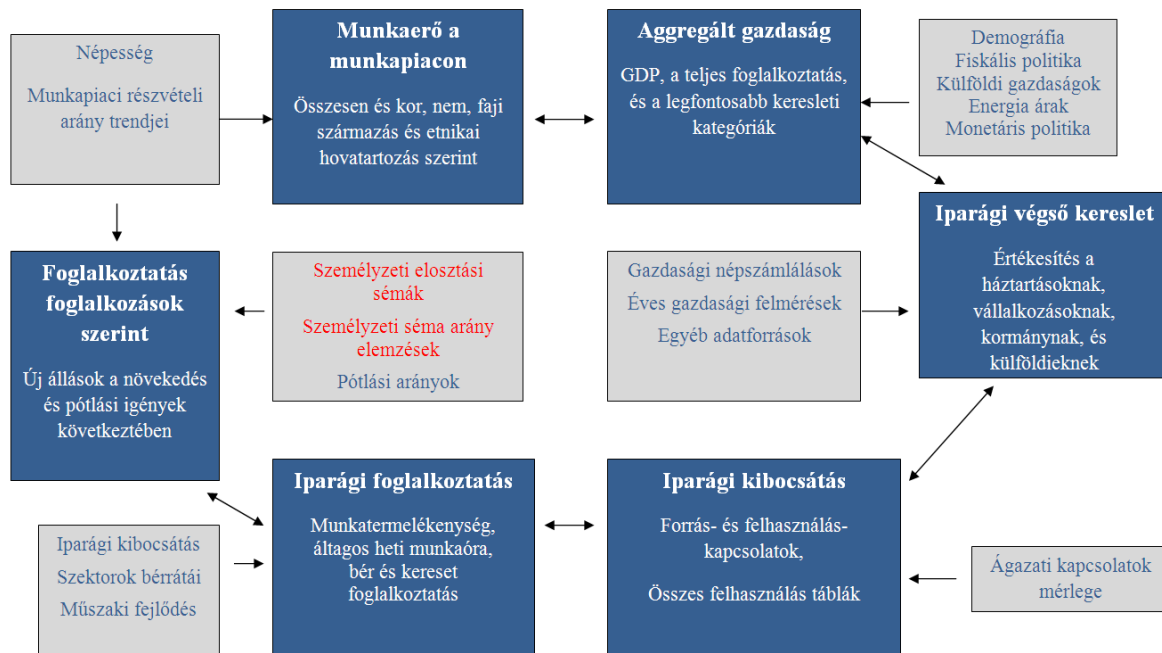 Népesség
Munkapiaci részvételi
arány trendjei
Munkaerő a
munkapiacon
Összesen és kor, nem, faji
származás és etnikai
hovatartozás szerint
Aggregált gazdaság
GDP, a teljes foglalkoztatás,
és a legfontosabb keresleti
kategóriák
Demográfia
Fiskális politika
Külföldi gazdaságok
Energia árak
Monetáris politika
Foglalkoztatás
foglalkozások
szerint
Új állások a növekedés
és pótlási igények
következtében
Személyzeti elosztási
sémák
Személyzeti séma arány
elemzések
Pótlási arányok
Gazdasági népszámlálások
Éves gazdasági felmérések
Egyéb adatforrások
Iparági végső kereslet
Értékesítés a
háztartásoknak,
vállalkozásoknak,
kormánynak, és
külföldieknek
Iparági kibocsátás
Szektorok bérrátái
Műszaki fejlődés
Iparági foglalkoztatás
Munkatermelékenység,
áltagos heti munkaóra,
bér és kereset
foglalkoztatás
Iparági kibocsátás
Forrás- és felhasználás-
kapcsolatok,
Összes felhasználás táblák
Ágazati kapcsolatok
mérlege